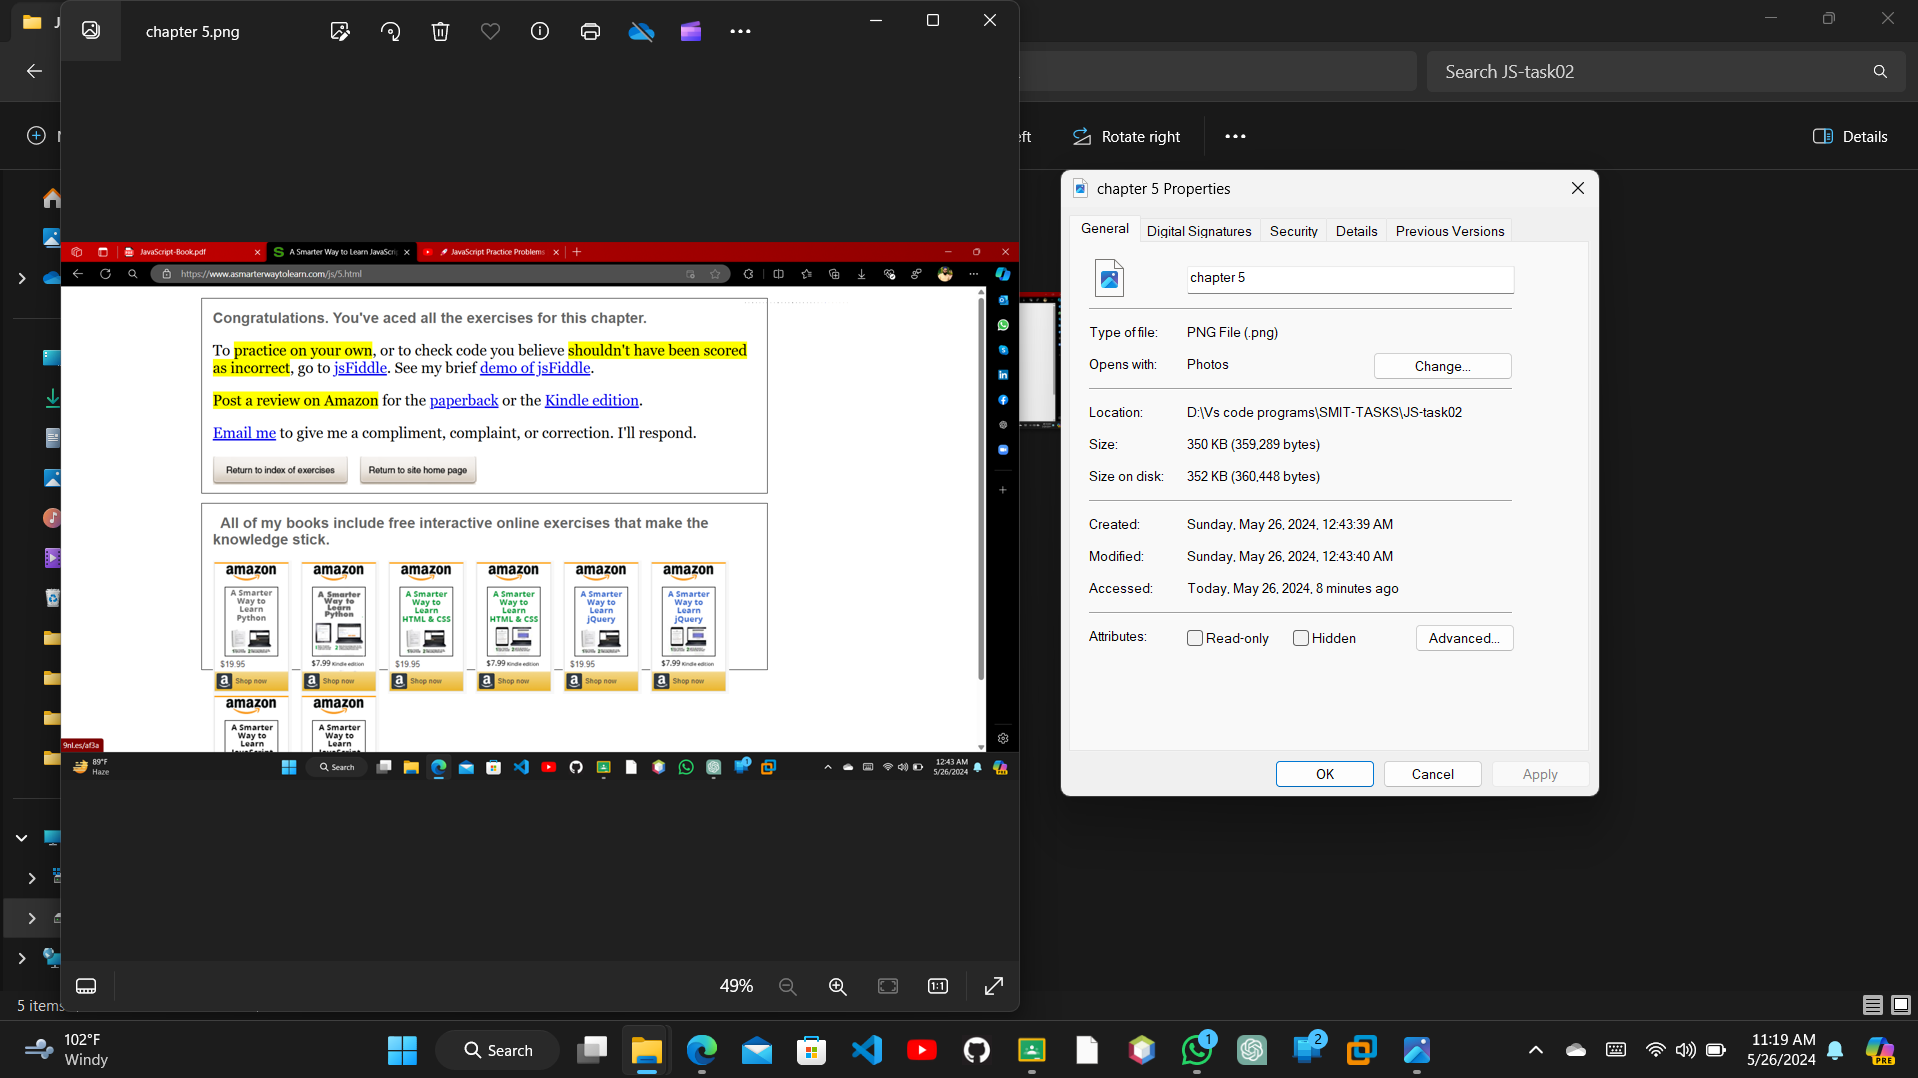 chapter 5.png
Search JS-task02
Rotate right
Details
JavaScript-Book.pdf
A Smarter Way to Learn JavaScri
JavaScript Practice Problems
https://www.asmarterwaytolearn.com/js/5.html
Congratulations. You've aced all the exercises for this chapter.
To practice on your own, or to check code you believe shouldn't have been scored
as incorrect, go to jsFiddle. See my brief demo of jsFiddle.
Post a review on Amazon for the paperback or the Kindle edition.
Email me to give me a compliment, complaint, or correction. I'll respond.
Return to index of exercises
Return to site home page
All of my books include free interactive online exercises that make the
knowledge stick.
amazon amazon amazon amazon amazon amazon
A Smarter Way to Learn Python
$19.95
Shop now
A Smarter Way to Learn Python
$7.99 Kindle edition
Shop now
A Smarter Way to Learn HTML & CSS
$19.95
Shop now
A Smarter Way to Learn HTML & CSS
$7.99 Kindle edition
Shop now
A Smarter Way to Learn jQuery
$19.95
Shop now
A Smarter Way to Learn jQuery
$7.99 Kindle edition
Shop now
amazon amazon
A Smarter Way to Learn
A Smarter Way to Learn
9nl.es/af3a
89°F
Haze
Search
12:43 AM
5/26/2024
49%
1:1
chapter 5 Properties
General
Digital Signatures
Security
Details
Previous Versions
chapter 5
Type of file: PNG File (.png)
Opens with: Photos
Change...
Location: D:\Vs code programs\SMIT-TASKS\JS-task02
Size: 350 KB (359,289 bytes)
Size on disk: 352 KB (360,448 bytes)
Created: Sunday, May 26, 2024, 12:43:39 AM
Modified: Sunday, May 26, 2024, 12:43:40 AM
Accessed: Today, May 26, 2024, 8 minutes ago
Attributes: Read-only Hidden
Advanced...
OK
Cancel
Apply
5 items
102°F
Windy
Search
1
2
11:19 AM
5/26/2024
PRE